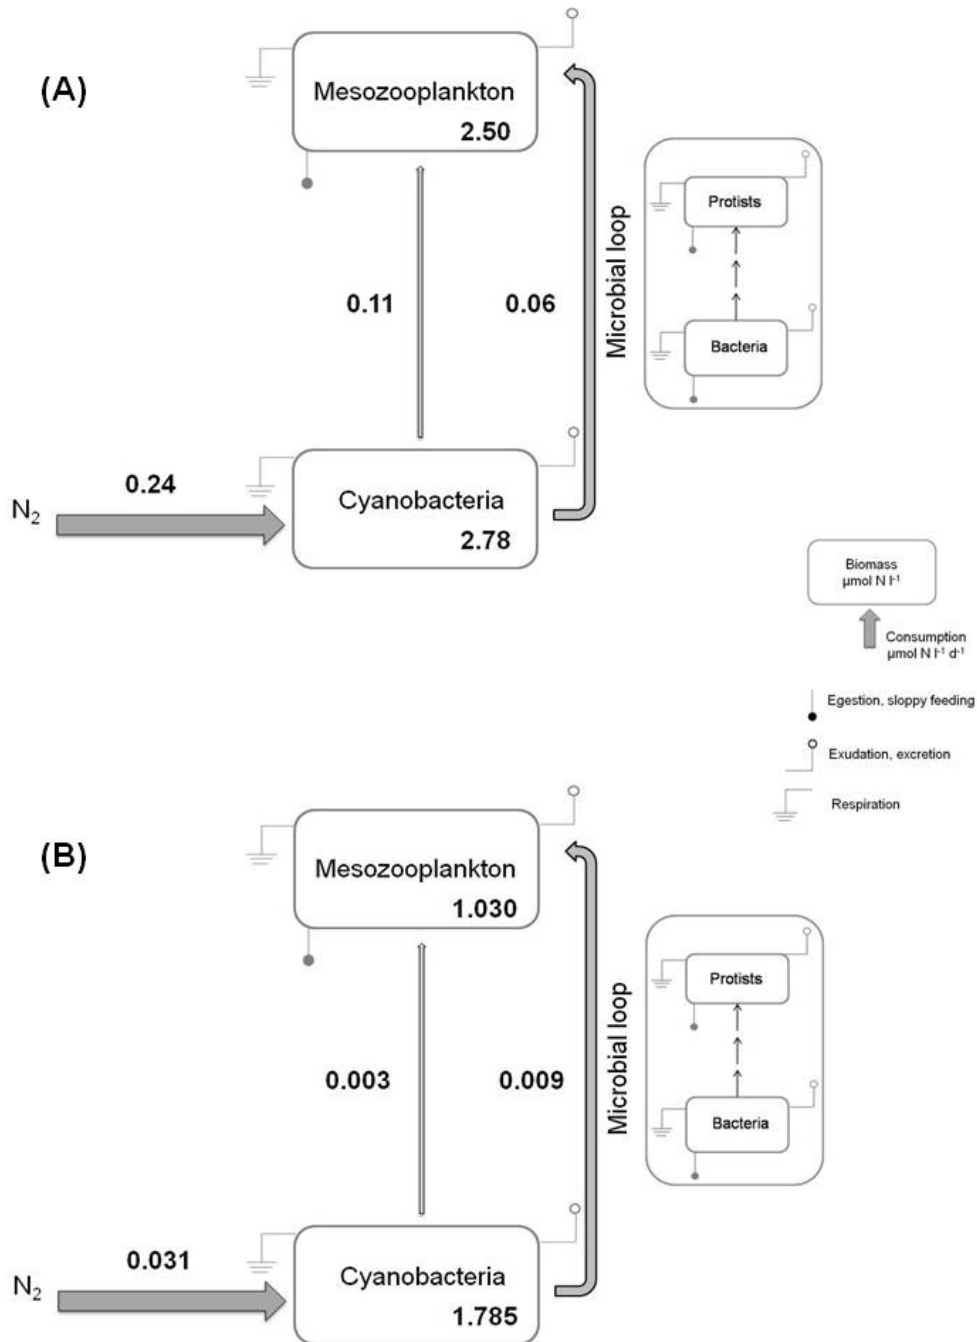 (A)
Mesozooplankton
2.50
Protists
Microbial loop
0.11
0.06
Bacteria
0.24
N₂
Cyanobacteria
2.78
Biomass
µmol N l⁻¹
Consumption
µmol N l⁻¹ d⁻¹
Egestion, sloppy feeding
Exudation, excretion
Respiration
(B)
Mesozooplankton
1.030
Protists
Microbial loop
0.003
0.009
Bacteria
0.031
N₂
Cyanobacteria
1.785